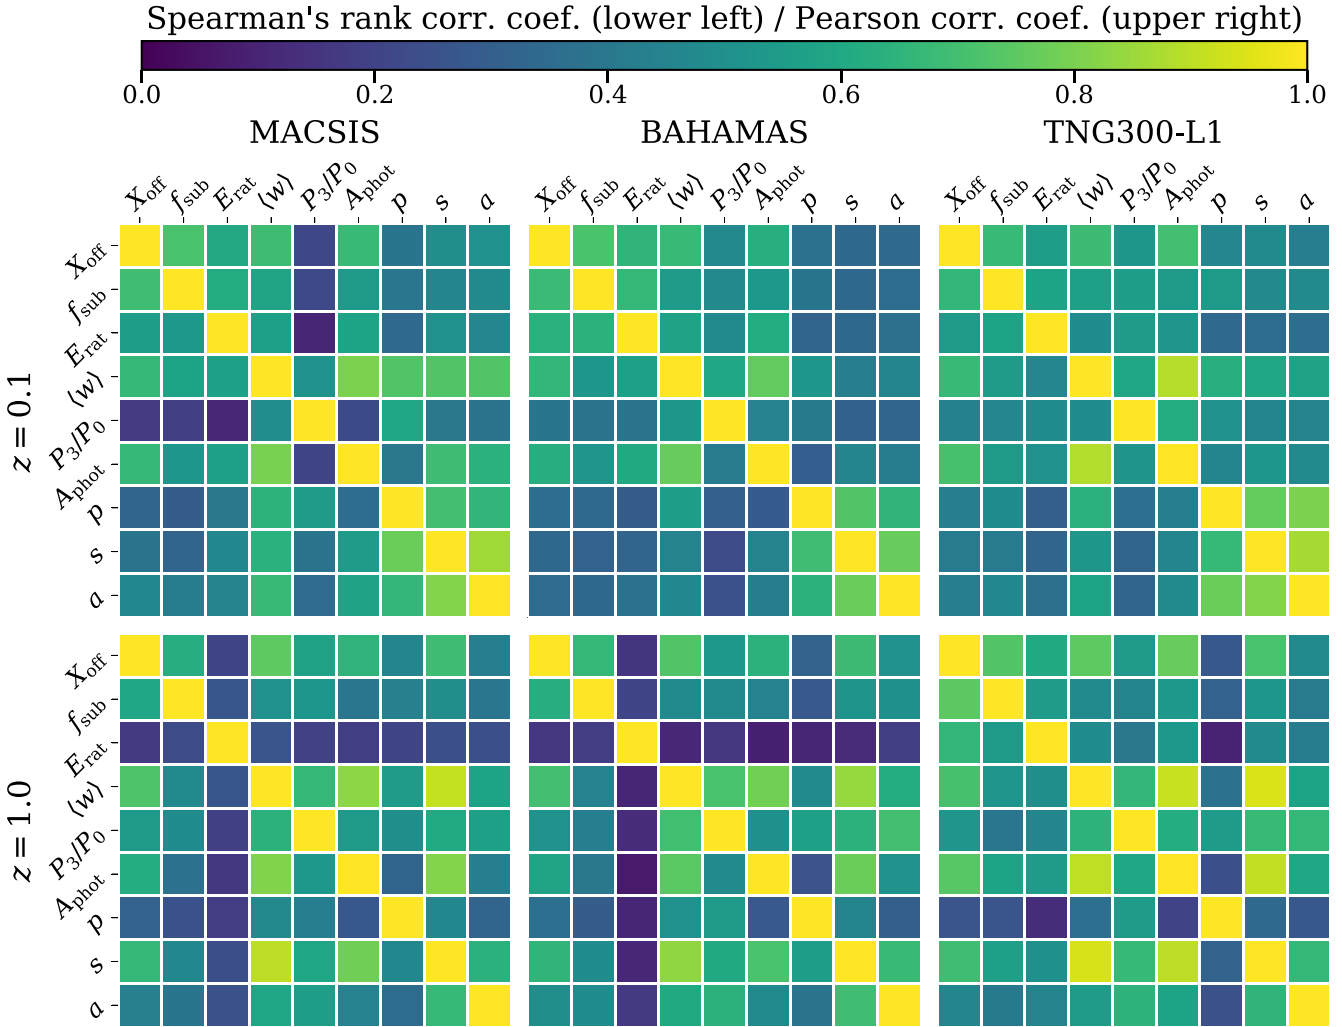 Spearman's rank corr. coef. (lower left) / Pearson corr. coef. (upper right)
0.0 0.2 0.4 0.6 0.8 1.0
MACSIS BAHAMAS TNG300-L1
X_off f_sub E_rat ⟨w⟩ P_3/P_0 A_phot p s a X_off f_sub E_rat ⟨w⟩ P_3/P_0 A_phot p s a X_off f_sub E_rat ⟨w⟩ P_3/P_0 A_phot p s a
z = 0.1
X_off
f_sub
E_rat
⟨w⟩
P_3/P_0
A_phot
p
s
a
z = 1.0
X_off
f_sub
E_rat
⟨w⟩
P_3/P_0
A_phot
p
s
a